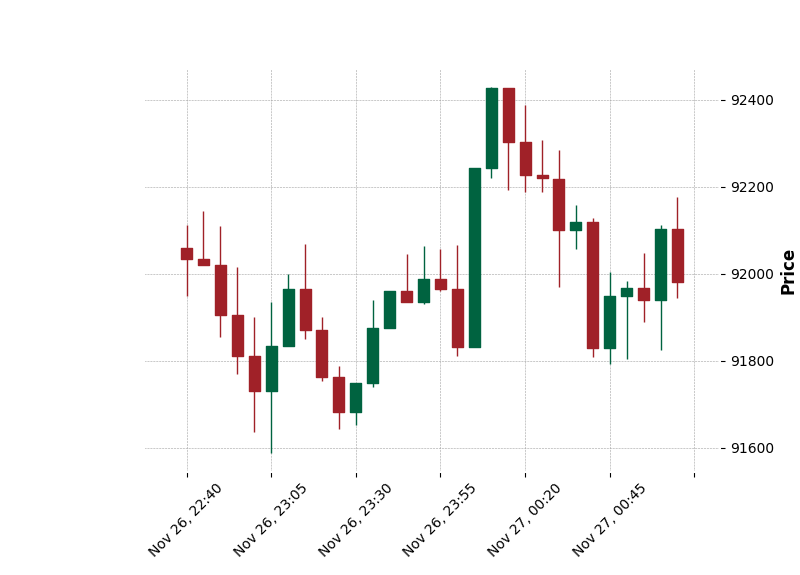 92400
92200
92000
91800
91600
Price
Nov 26, 22:40
Nov 26, 23:05
Nov 26, 23:30
Nov 26, 23:55
Nov 27, 00:20
Nov 27, 00:45